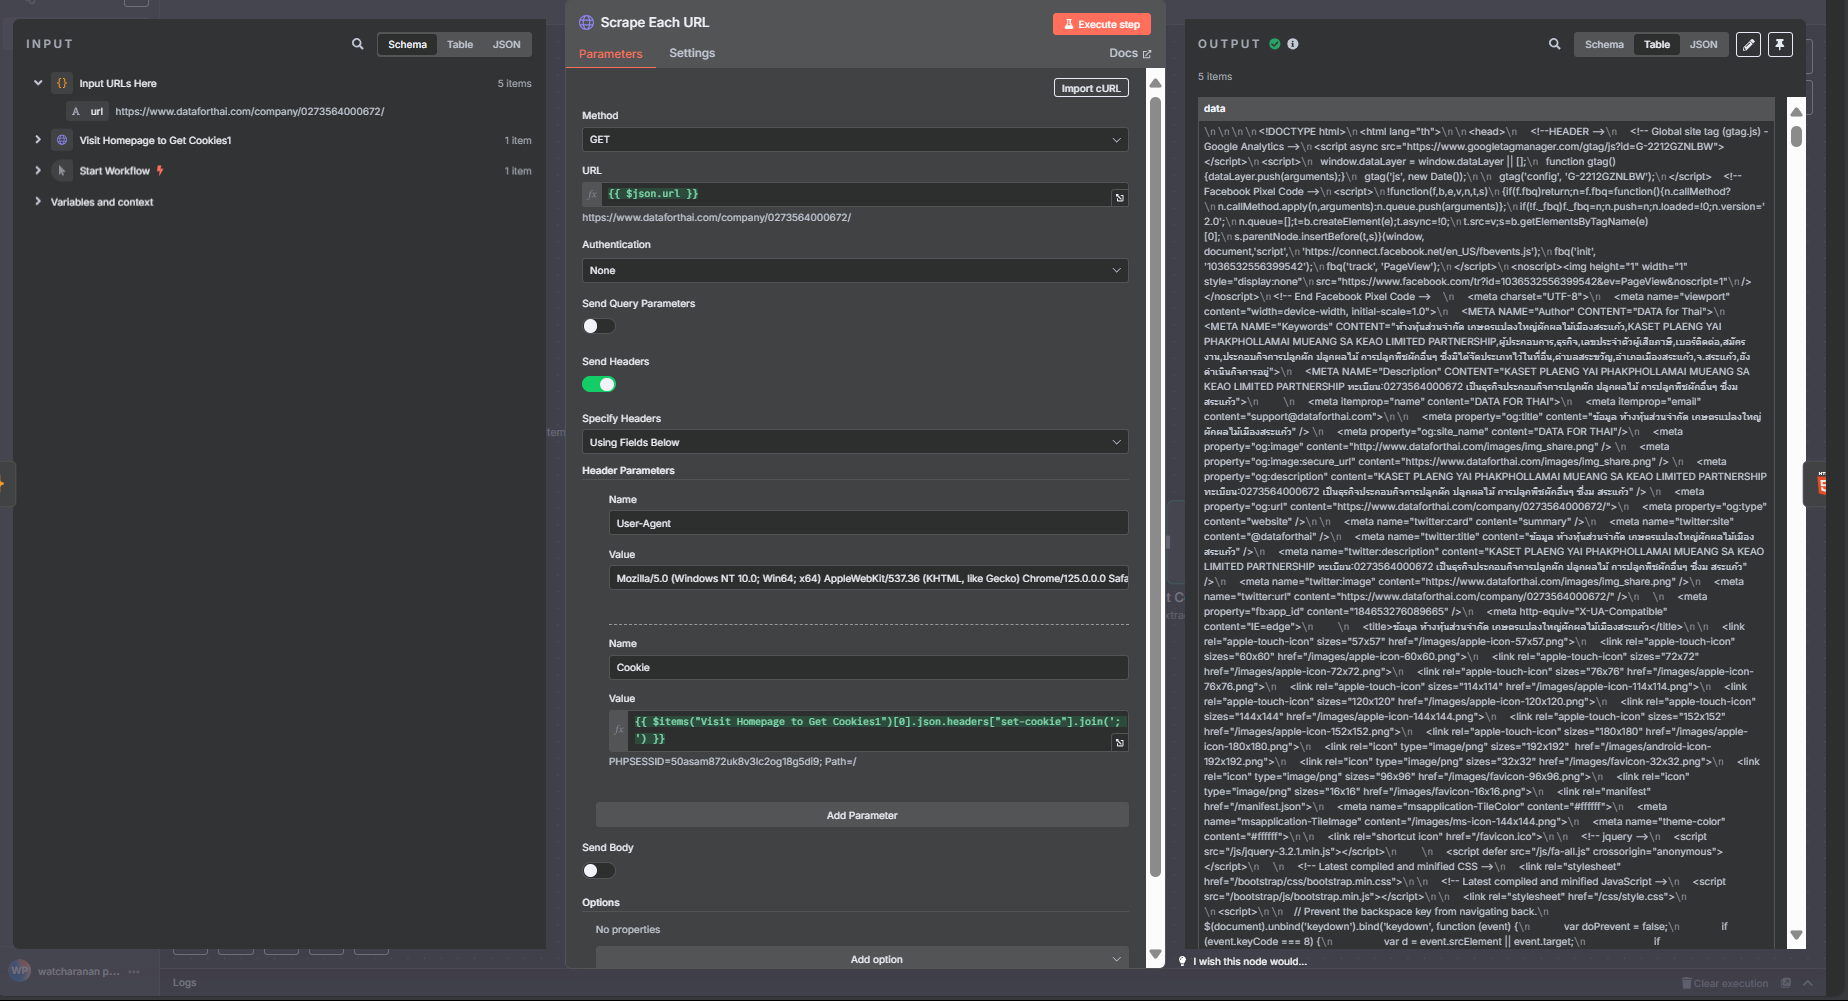 INPUT
Schema
Table
JSON
Input URLs Here
5 items
A url https://www.dataforthai.com/company/0273564000672/
Visit Homepage to Get Cookies1
1 item
Start Workflow
1 item
Variables and context
Scrape Each URL
Execute step
Parameters
Settings
Docs
Import cURL
Method
GET
URL
fx {{ $json.url }}
https://www.dataforthai.com/company/0273564000672/
Authentication
None
Send Query Parameters
Send Headers
Specify Headers
Using Fields Below
Header Parameters
Name
User-Agent
Value
Mozilla/5.0 (Windows NT 10.0; Win64; x64) AppleWebKit/537.36 (KHTML, like Gecko) Chrome/125.0.0.0 Safa
Name
Cookie
Value
fx {{ $items("Visit Homepage to Get Cookies1")[0].json.headers["set-cookie"].join(';
') }}
PHPSESSID=50asam872uk8v3lc2og18g5di9; Path=/
Add Parameter
Send Body
Options
No properties
Add option
OUTPUT
Schema
Table
JSON
5 items
data
\n \n \n \n<!DOCTYPE html>\n<html lang="th">\n \n<head>\n <!--HEADER -->\n <!-- Global site tag (gtag.js) -
Google Analytics -->\n<script async src="https://www.googletagmanager.com/gtag/js?id=G-2212GZNLBW">
</script>\n<script>\n window.dataLayer = window.dataLayer || [];\n function gtag()
{dataLayer.push(arguments);}\n gtag('js', new Date());\n \n gtag('config', 'G-2212GZNLBW');\n</script> <!--
Facebook Pixel Code -->\n<script>\n!function(f,b,e,v,n,t,s)\n{if(f.fbq)return;n=f.fbq=function(){n.callMethod?
\nn.callMethod.apply(n,arguments):n.queue.push(arguments)};\nif(!f._fbq)f._fbq=n;n.push=n;n.loaded=!0;n.version='
2.0';\nn.queue=[];t=b.createElement(e);t.async=!0;\nt.src=v;s=b.getElementsByTagName(e)
[0];\ns.parentNode.insertBefore(t,s)}(window,
document,'script',\n'https://connect.facebook.net/en_US/fbevents.js');\nfbq('init',
'1036532556399542');\nfbq('track', 'PageView');\n</script>\n<noscript><img height="1" width="1"
style="display:none"\nsrc="https://www.facebook.com/tr?id=1036532556399542&ev=PageView&noscript=1"\n/>
</noscript>\n<!-- End Facebook Pixel Code --> \n <meta charset="UTF-8">\n <meta name="viewport"
content="width=device-width, initial-scale=1.0">\n <META NAME="Author" CONTENT="DATA for Thai">\n
<META NAME="Keywords" CONTENT="ห้างหุ้นส่วนจำกัด เกษตรแปลงใหญ่ผักผลไม้เมืองสระแก้ว,KASET PLAENG YAI
PHAKPHOLLAMAI MUEANG SA KEAO LIMITED PARTNERSHIP,ผู้ประกอบการ,ธุรกิจ,เลขประจำตัวผู้เสียภาษี,เบอร์ติดต่อ,สมัคร
งาน,ประกอบกิจการปลูกผัก ปลูกผลไม้ การปลูกพืชผักอื่นๆ ซึ่งมิได้จัดประเภทไว้ในที่อื่น,ตำบลสระขวัญ,อำเภอเมืองสระแก้ว,จ.สระแก้ว,ยัง
ดำเนินกิจการอยู่">\n <META NAME="Description" CONTENT="KASET PLAENG YAI PHAKPHOLLAMAI MUEANG SA
KEAO LIMITED PARTNERSHIP ทะเบียน:0273564000672 เป็นธุรกิจประกอบกิจการปลูกผัก ปลูกผลไม้ การปลูกพืชผักอื่นๆ ซึ่งม
สระแก้ว">\n \n <meta itemprop="name" content="DATA FOR THAI">\n <meta itemprop="email"
content="support@dataforthai.com">\n\n <meta property="og:title" content="ข้อมูล ห้างหุ้นส่วนจำกัด เกษตรแปลงใหญ่
ผักผลไม้เมืองสระแก้ว" /> \n <meta property="og:site_name" content="DATA FOR THAI"/>\n <meta
property="og:image" content="http://www.dataforthai.com/images/img_share.png" /> \n <meta
property="og:image:secure_url" content="https://www.dataforthai.com/images/img_share.png" /> \n <meta
property="og:description" content="KASET PLAENG YAI PHAKPHOLLAMAI MUEANG SA KEAO LIMITED PARTNERSHIP
ทะเบียน:0273564000672 เป็นธุรกิจประกอบกิจการปลูกผัก ปลูกผลไม้ การปลูกพืชผักอื่นๆ ซึ่งม สระแก้ว" /> \n <meta
property="og:url" content="https://www.dataforthai.com/company/0273564000672/">\n <meta property="og:type"
content="website" />\n\n <meta name="twitter:card" content="summary" />\n <meta name="twitter:site"
content="@dataforthai" />\n <meta name="twitter:title" content="ข้อมูล ห้างหุ้นส่วนจำกัด เกษตรแปลงใหญ่ผักผลไม้เมือง
สระแก้ว" />\n <meta name="twitter:description" content="KASET PLAENG YAI PHAKPHOLLAMAI MUEANG SA KEAO
LIMITED PARTNERSHIP ทะเบียน:0273564000672 เป็นธุรกิจประกอบกิจการปลูกผัก ปลูกผลไม้ การปลูกพืชผักอื่นๆ ซึ่งม สระแก้ว"
/>\n <meta name="twitter:image" content="https://www.dataforthai.com/images/img_share.png" />\n <meta
name="twitter:url" content="https://www.dataforthai.com/company/0273564000672/" />\n \n <meta
property="fb:app_id" content="184653276089665" />\n <meta http-equiv="X-UA-Compatible"
content="IE=edge">\n \n <title>ข้อมูล ห้างหุ้นส่วนจำกัด เกษตรแปลงใหญ่ผักผลไม้เมืองสระแก้ว</title>\n\n <link
rel="apple-touch-icon" sizes="57x57" href="/images/apple-icon-57x57.png">\n <link rel="apple-touch-icon"
sizes="60x60" href="/images/apple-icon-60x60.png">\n <link rel="apple-touch-icon" sizes="72x72"
href="/images/apple-icon-72x72.png">\n <link rel="apple-touch-icon" sizes="76x76" href="/images/apple-icon-
76x76.png">\n <link rel="apple-touch-icon" sizes="114x114" href="/images/apple-icon-114x114.png">\n <link
rel="apple-touch-icon" sizes="120x120" href="/images/apple-icon-120x120.png">\n <link rel="apple-touch-icon"
sizes="144x144" href="/images/apple-icon-144x144.png">\n <link rel="apple-touch-icon" sizes="152x152"
href="/images/apple-icon-152x152.png">\n <link rel="apple-touch-icon" sizes="180x180" href="/images/apple-
icon-180x180.png">\n <link rel="icon" type="image/png" sizes="192x192" href="/images/android-icon-
192x192.png">\n <link rel="icon" type="image/png" sizes="32x32" href="/images/favicon-32x32.png">\n <link
rel="icon" type="image/png" sizes="96x96" href="/images/favicon-96x96.png">\n <link rel="icon"
type="image/png" sizes="16x16" href="/images/favicon-16x16.png">\n <link rel="manifest"
href="/manifest.json">\n <meta name="msapplication-TileColor" content="#ffffff">\n <meta
name="msapplication-TileImage" content="/images/ms-icon-144x144.png">\n <meta name="theme-color"
content="#ffffff">\n\n <link rel="shortcut icon" href="/favicon.ico">\n\n <!-- jquery -->\n <script
src="/js/jquery-3.2.1.min.js"></script>\n \n <script defer src="/js/fa-all.js" crossorigin="anonymous">
</script>\n \n <!-- Latest compiled and minified CSS -->\n <link rel="stylesheet"
href="/bootstrap/css/bootstrap.min.css">\n\n <!-- Latest compiled and minified JavaScript -->\n <script
src="/bootstrap/js/bootstrap.min.js"></script>\n\n <link rel="stylesheet" href="/css/style.css">\n
\n<script>\n // Prevent the backspace key from navigating back.\n
$(document).unbind('keydown').bind('keydown', function (event) {\n var doPrevent = false;\n if
(event.keyCode === 8) {\n var d = event.srcElement || event.target;\n if
I wish this node would...
WP watcharanan p...
Logs
Clear execution